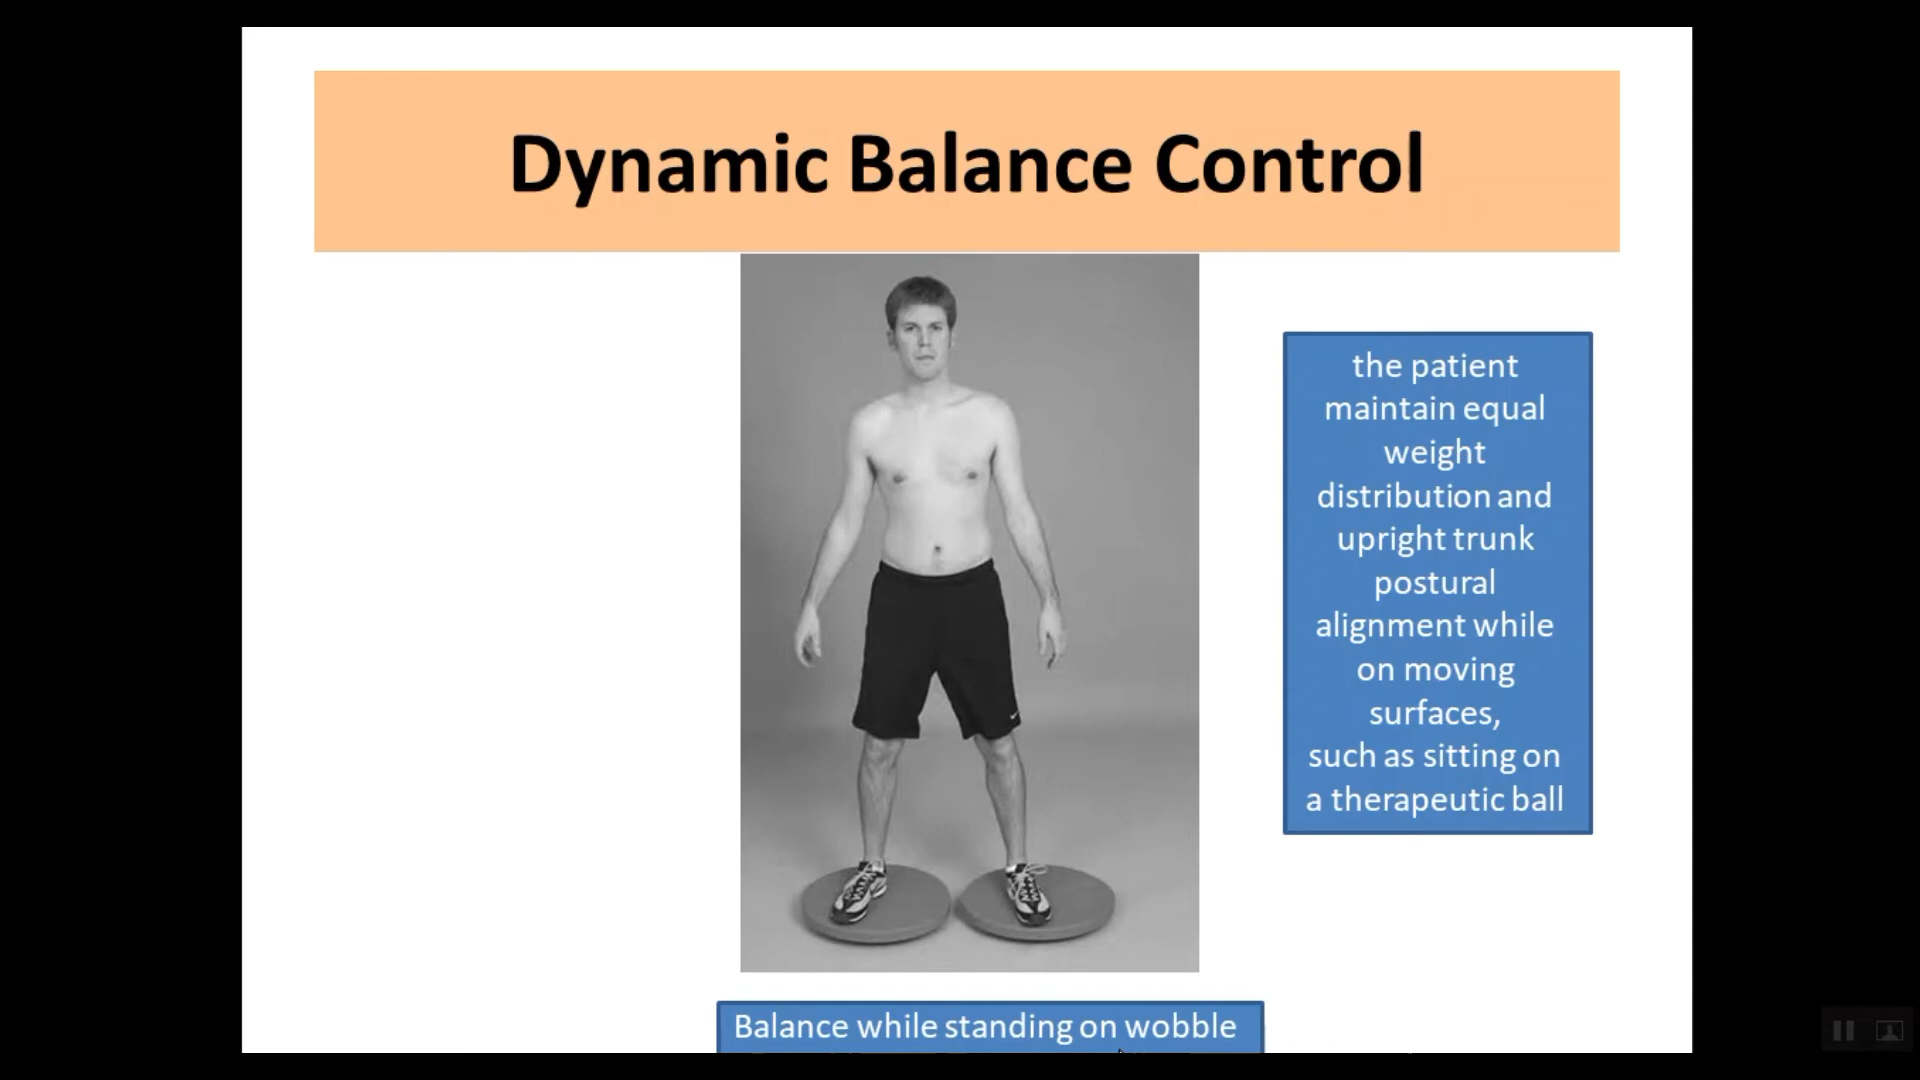 Dynamic Balance Control
the patient
maintain equal
weight
distribution and
upright trunk
postural
alignment while
on moving
surfaces,
such as sitting on
a therapeutic ball
Balance while standing on wobble